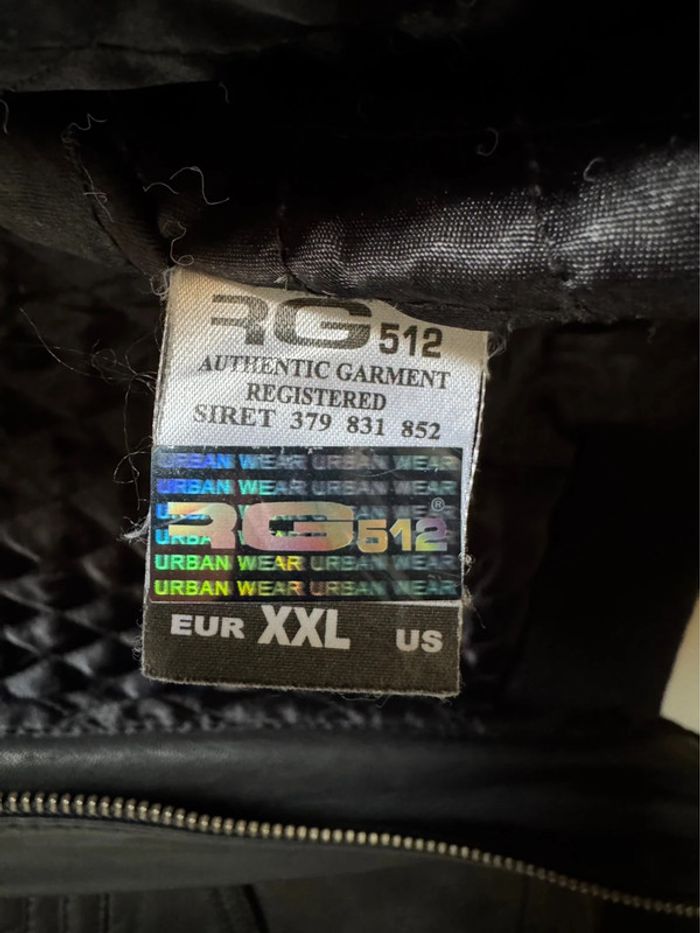 RG 512
AUTHENTIC GARMENT
REGISTERED
SIRET 379 831 852
URBAN WEAR URBAN WEAR
URBAN WEAR URBAN WEAR
RG512®
URBAN WEAR URBAN WEAR
URBAN WEAR URBAN WEAR
EUR XXL US